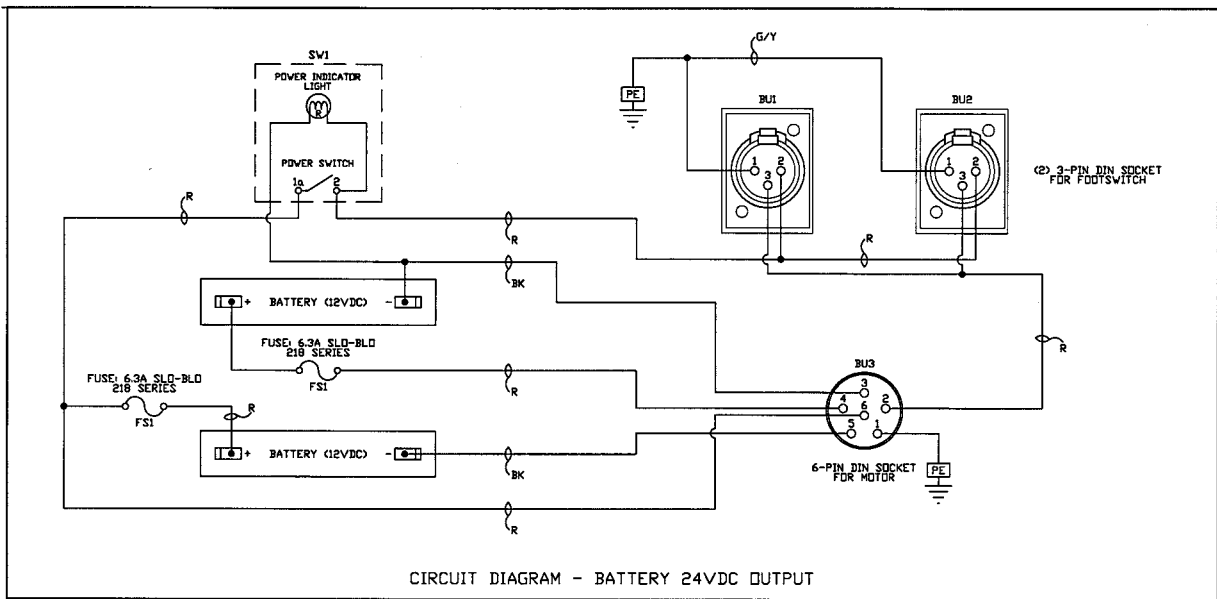 SW1
POWER INDICATOR
LIGHT
R
POWER SWITCH
1a 2
G/Y
PE
BU1
1 2
3
BU2
1 2
3
(2) 3-PIN DIN SOCKET
FOR FOOTSWITCH
R
R
R
BK
+ BATTERY (12VDC) -
FUSE: 6.3A SLO-BLO
218 SERIES
FS1
R
R
FUSE: 6.3A SLO-BLO
218 SERIES
FS1
R
BU3
3
4 6 2
5 1
+ BATTERY (12VDC) -
BK
6-PIN DIN SOCKET
FOR MOTOR
PE
R
CIRCUIT DIAGRAM - BATTERY 24VDC OUTPUT